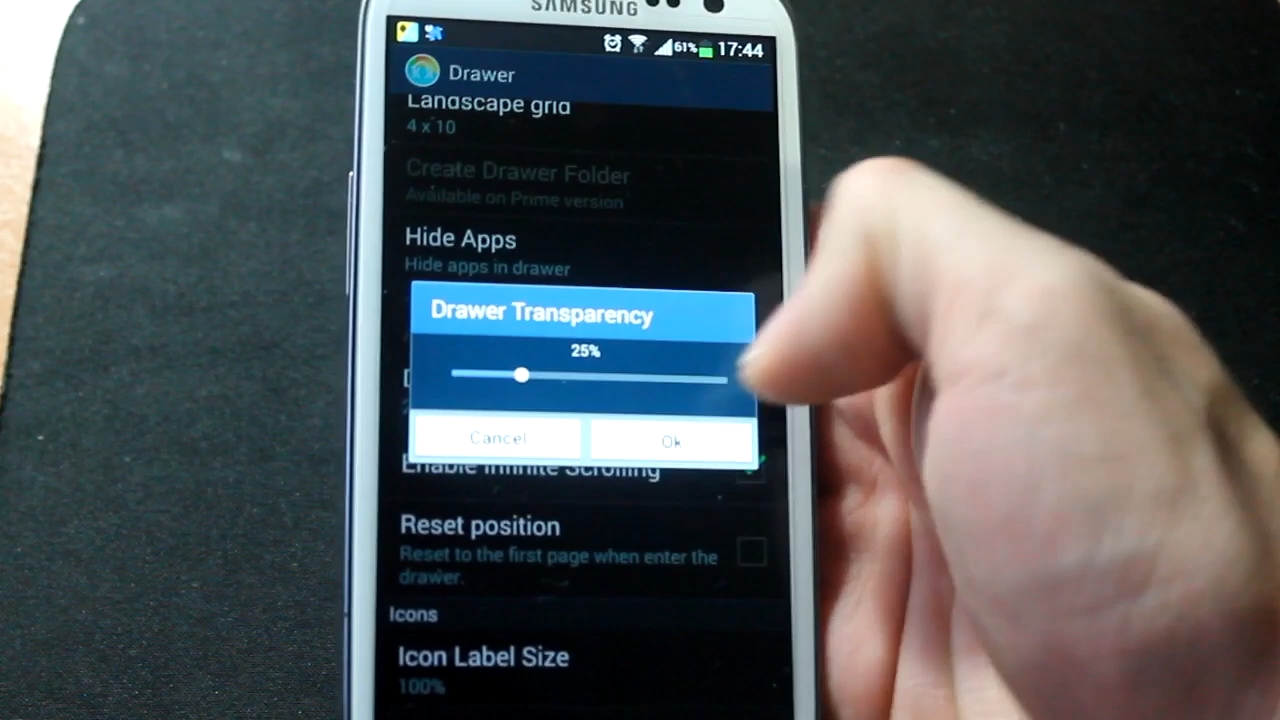 SAMSUNG
61% 17:44
Drawer
Landscape grid
4 x 10
Create Drawer Folder
Available on Prime version
Hide Apps
Hide apps in drawer
Drawer Transparency
25%
Cancel Ok
Enable Infinite Scrolling
Reset position
Reset to the first page when enter the
drawer.
Icons
Icon Label Size
100%